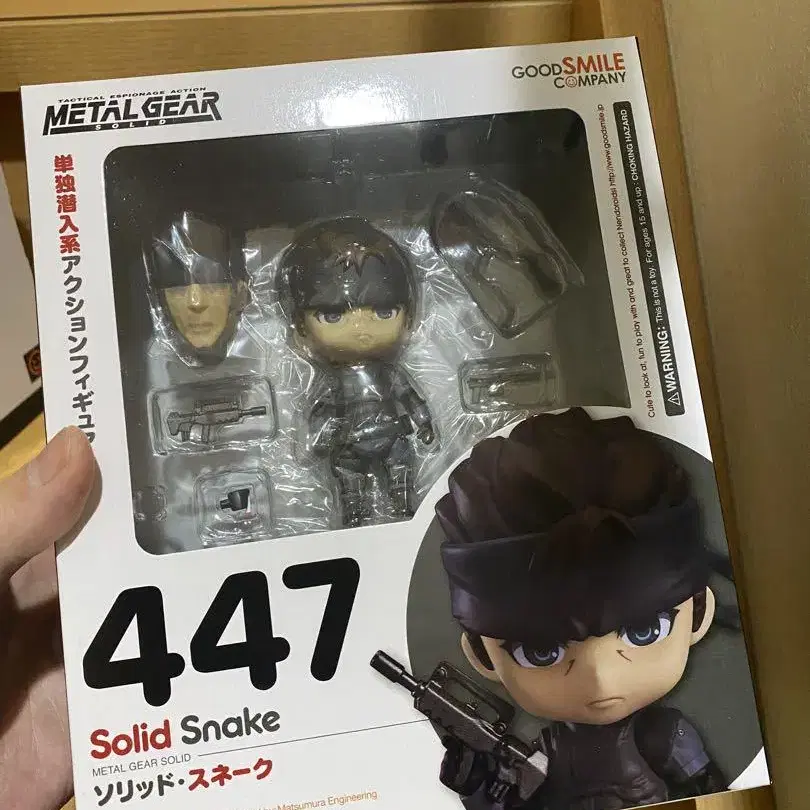 TACTICAL ESPIONAGE ACTION
METAL GEAR
SOLID
GOODSMILE
COMPANY
単独潜入系アクションフィギュア
Cute to look at, fun to play with and great to collect Nendoroids! http://www.goodsmile.jp
⚠WARNING: This is not a toy. For ages 15 and up · CHOKING HAZARD
447
Solid Snake
METAL GEAR SOLID
ソリッド・スネーク
Matsumura Engineering